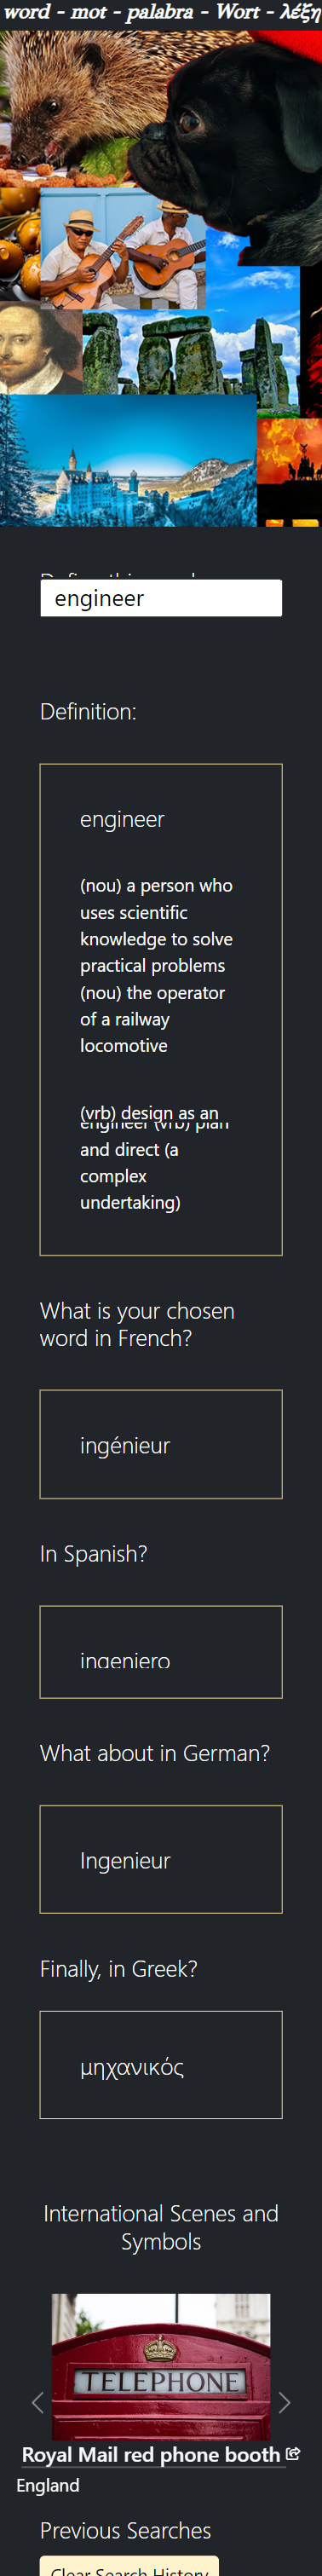 word - mot - palabra - Wort - λέξη
engineer
Definition:
engineer
(nou) a person who
uses scientific
knowledge to solve
practical problems
(nou) the operator
of a railway
locomotive
(vrb) design as an
engineer (vrb) plan
and direct (a
complex
undertaking)
What is your chosen
word in French?
ingénieur
In Spanish?
ingeniero
What about in German?
Ingenieur
Finally, in Greek?
μηχανικός
International Scenes and
Symbols
TELEPHONE
Royal Mail red phone booth
England
Previous Searches
Clear Search History